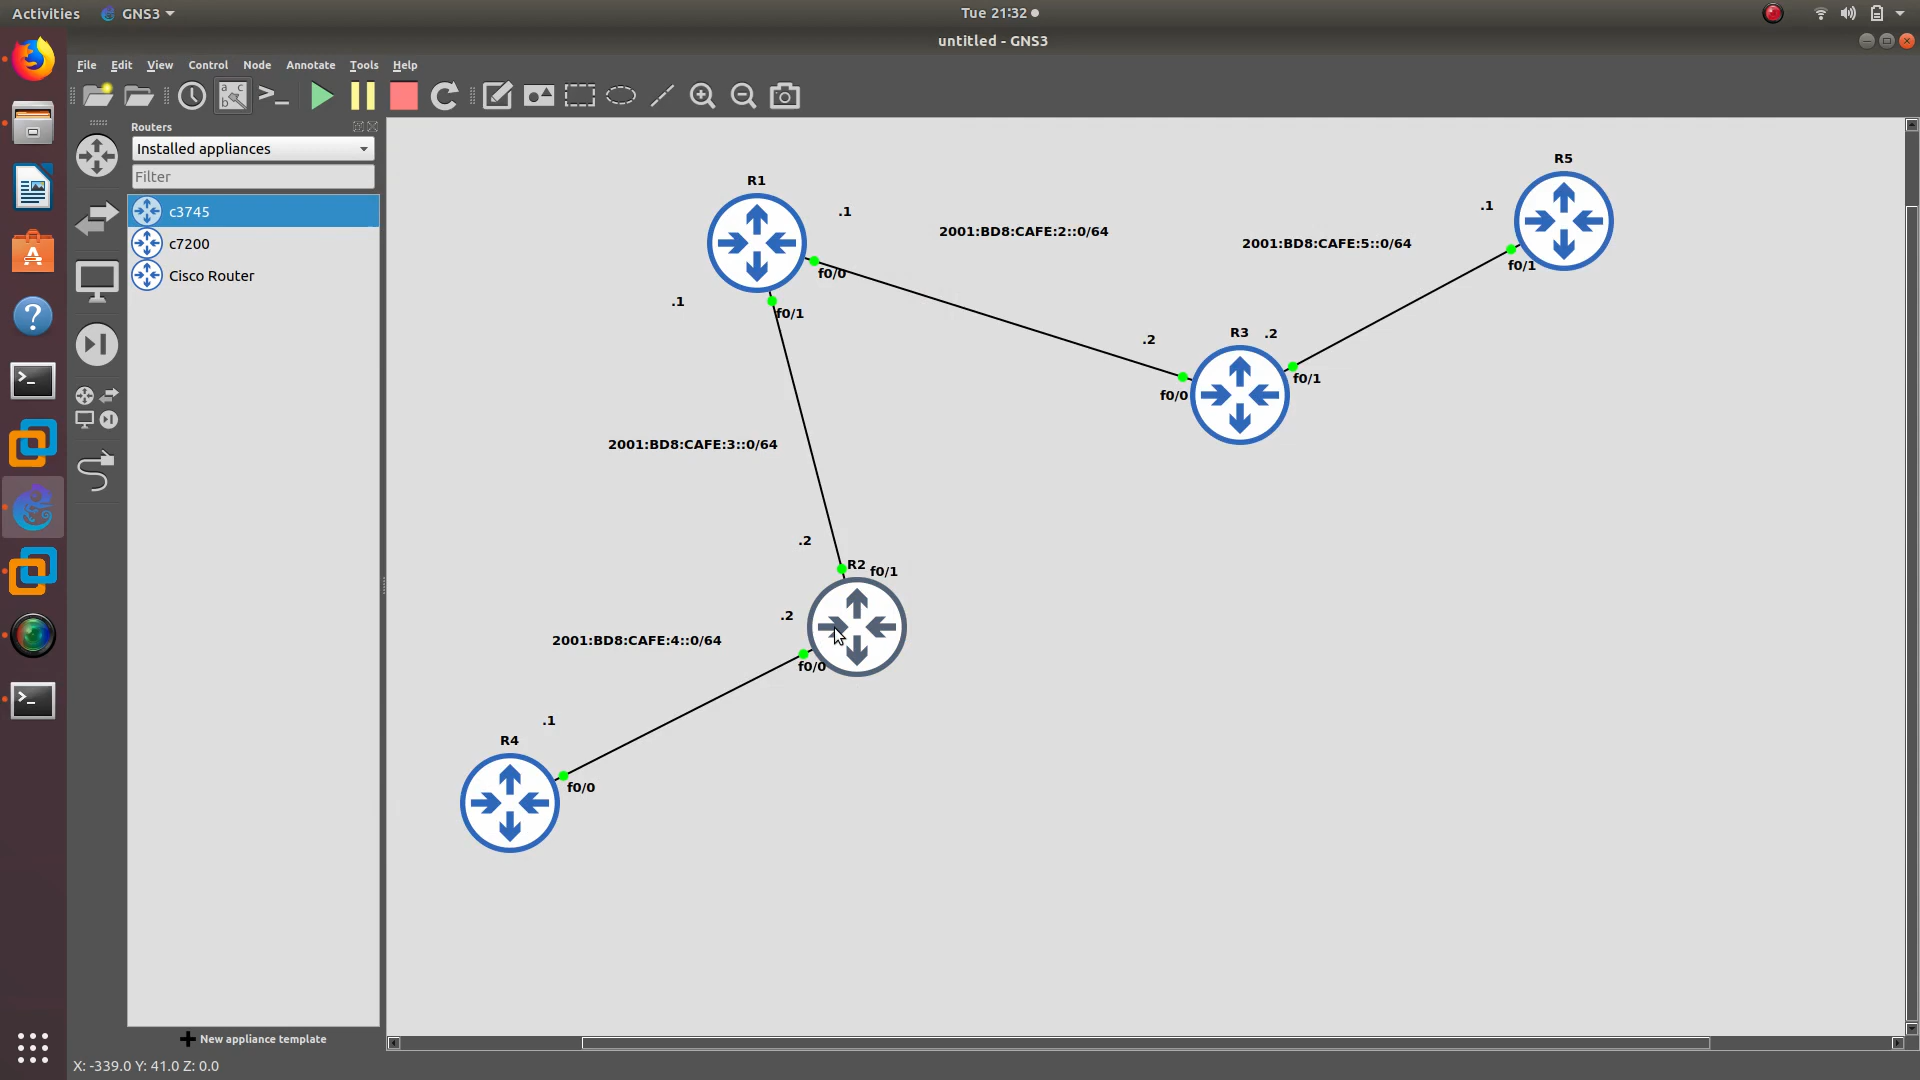 Activities
GNS3
Tue 21:32
untitled - GNS3
File Edit View Control Node Annotate Tools Help
Routers
Installed appliances
Filter
c3745
c7200
Cisco Router
New appliance template
X: -339.0 Y: 41.0 Z: 0.0
R1
.1
f0/0
.1
f0/1
2001:BD8:CAFE:2::0/64
2001:BD8:CAFE:5::0/64
R5
.1
f0/1
R3
.2
.2
f0/0
f0/1
2001:BD8:CAFE:3::0/64
.2
R2
f0/1
.2
f0/0
2001:BD8:CAFE:4::0/64
.1
R4
f0/0